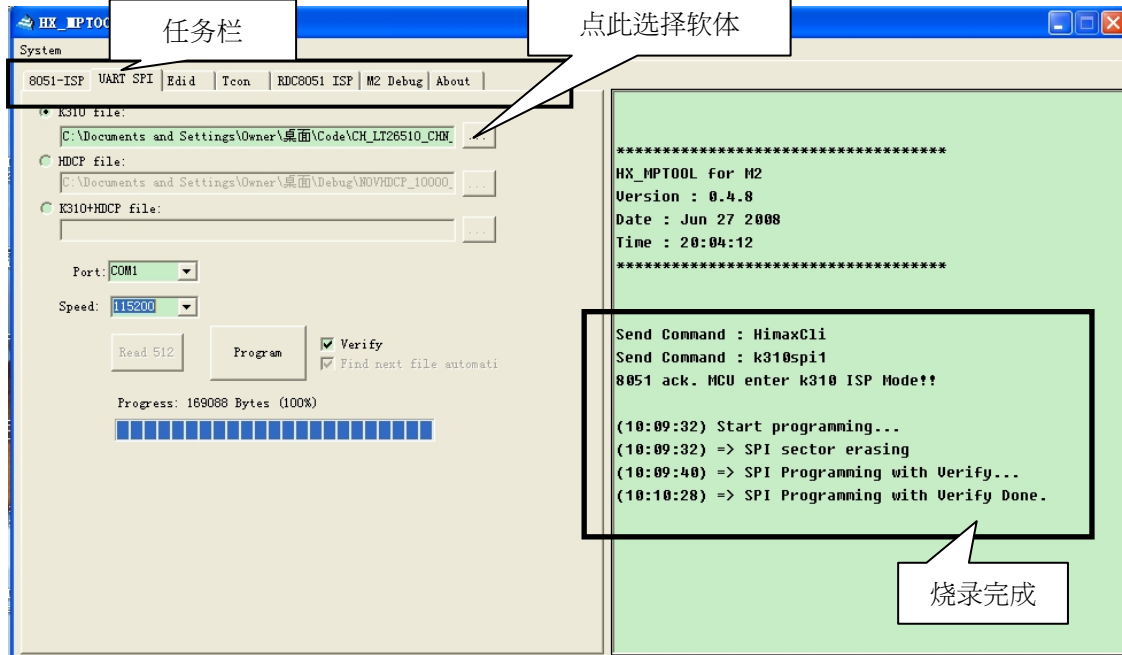 HX_MPTOO
任务栏
点此选择软体
System
8051-ISP UART SPI Edid Tcon RDC8051 ISP M2 Debug About
K310 file:
C:\Documents and Settings\Owner\桌面\Code\CH_LT26510_CHN_
...
HDCP file:
C:\Documents and Settings\Owner\桌面\Debug\NOVHDCP_10000_
...
K310+HDCP file:
...
Port: COM1
Speed: 115200
Read 512
Program
Verify
Find next file automati
Progress: 169088 Bytes (100%)
************************************
HX_MPTOOL for M2
Version : 0.4.8
Date : Jun 27 2008
Time : 20:04:12
************************************
Send Command : HimaxCli
Send Command : k310spi1
8051 ack. MCU enter k310 ISP Mode!!
(10:09:32) Start programming...
(10:09:32) => SPI sector erasing
(10:09:40) => SPI Programming with Verify...
(10:10:28) => SPI Programming with Verify Done.
烧录完成